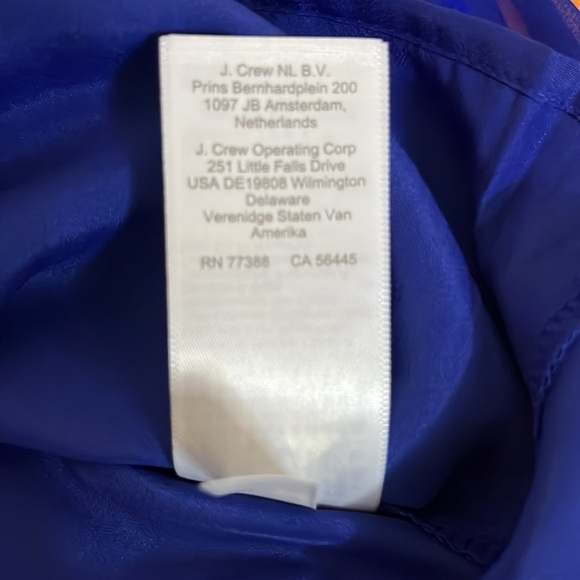 J. Crew NL B.V.
Prins Bernhardplein 200
1097 JB Amsterdam,
Netherlands
J. Crew Operating Corp
251 Little Falls Drive
USA DE19808 Wilmington
Delaware
Verenidge Staten Van
Amerika
RN 77388 CA 56445